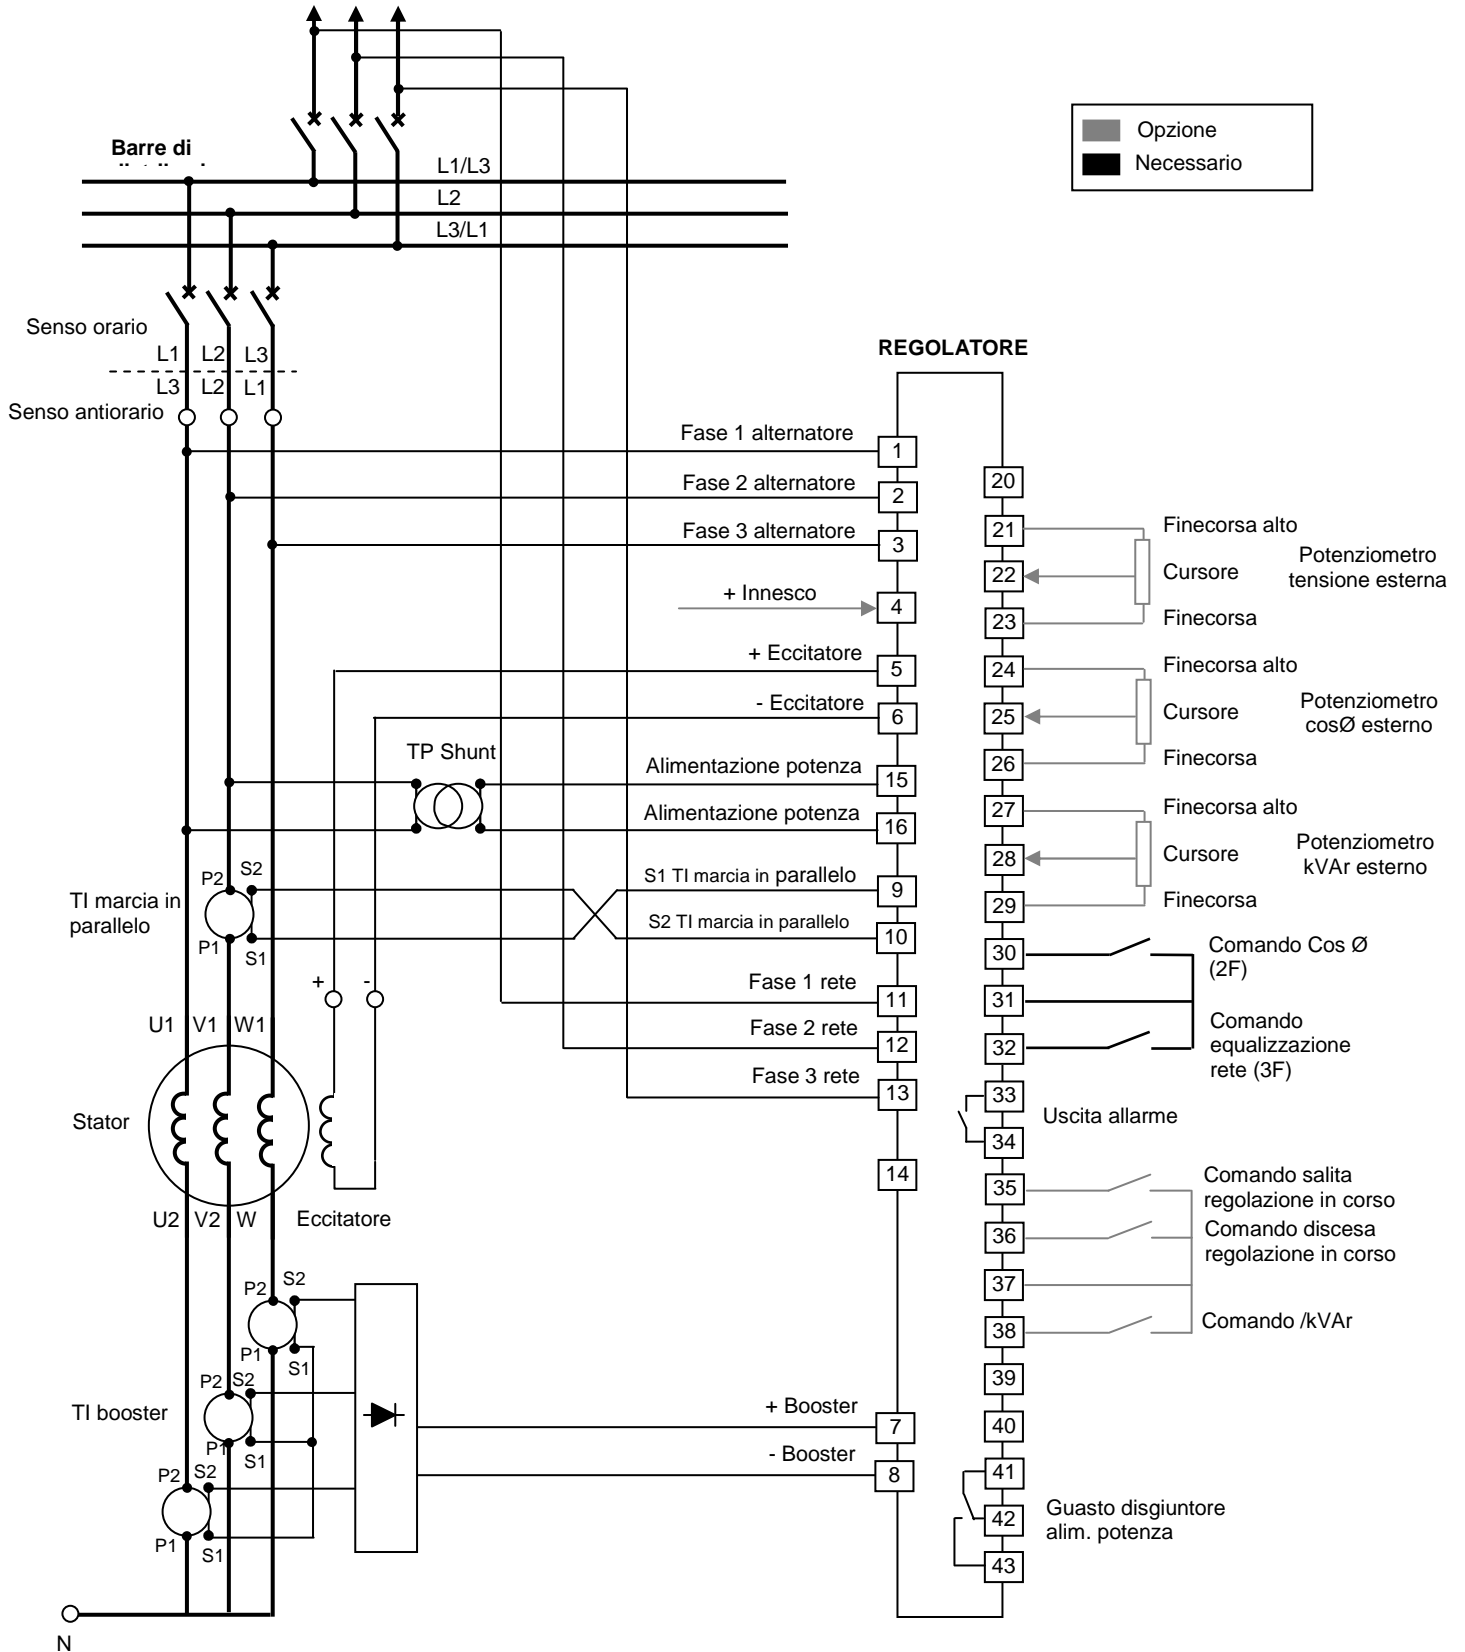 Opzione
Necessario
Barre di
L1/L3
L2
L3/L1
Senso orario
L1 L2 L3
L3 L2 L1
Senso antiorario
REGOLATORE
Fase 1 alternatore
1
Fase 2 alternatore
2
Fase 3 alternatore
3
+ Innesco
4
+ Eccitatore
5
- Eccitatore
6
TP Shunt
Alimentazione potenza
15
Alimentazione potenza
16
TI marcia in
parallelo
P2 S2
P1 S1
S1 TI marcia in parallelo
9
S2 TI marcia in parallelo
10
Fase 1 rete
11
Fase 2 rete
12
Fase 3 rete
13
14
+ -
U1 V1 W1
Stator
U2 V2 W
Eccitatore
P2 S2
P1 S1
P2 S2
TI booster
P1 S1
P2 S2
P1 S1
+ Booster
7
- Booster
8
N
20
21
Finecorsa alto
22
Cursore
Potenziometro
tensione esterna
23
Finecorsa
24
Finecorsa alto
25
Cursore
Potenziometro
cosØ esterno
26
Finecorsa
27
Finecorsa alto
28
Cursore
Potenziometro
kVAr esterno
29
Finecorsa
30
Comando Cos Ø
(2F)
31
32
Comando
equalizzazione
rete (3F)
33
Uscita allarme
34
35
Comando salita
regolazione in corso
36
Comando discesa
regolazione in corso
37
38
Comando /kVAr
39
40
41
42
Guasto disgiuntore
alim. potenza
43